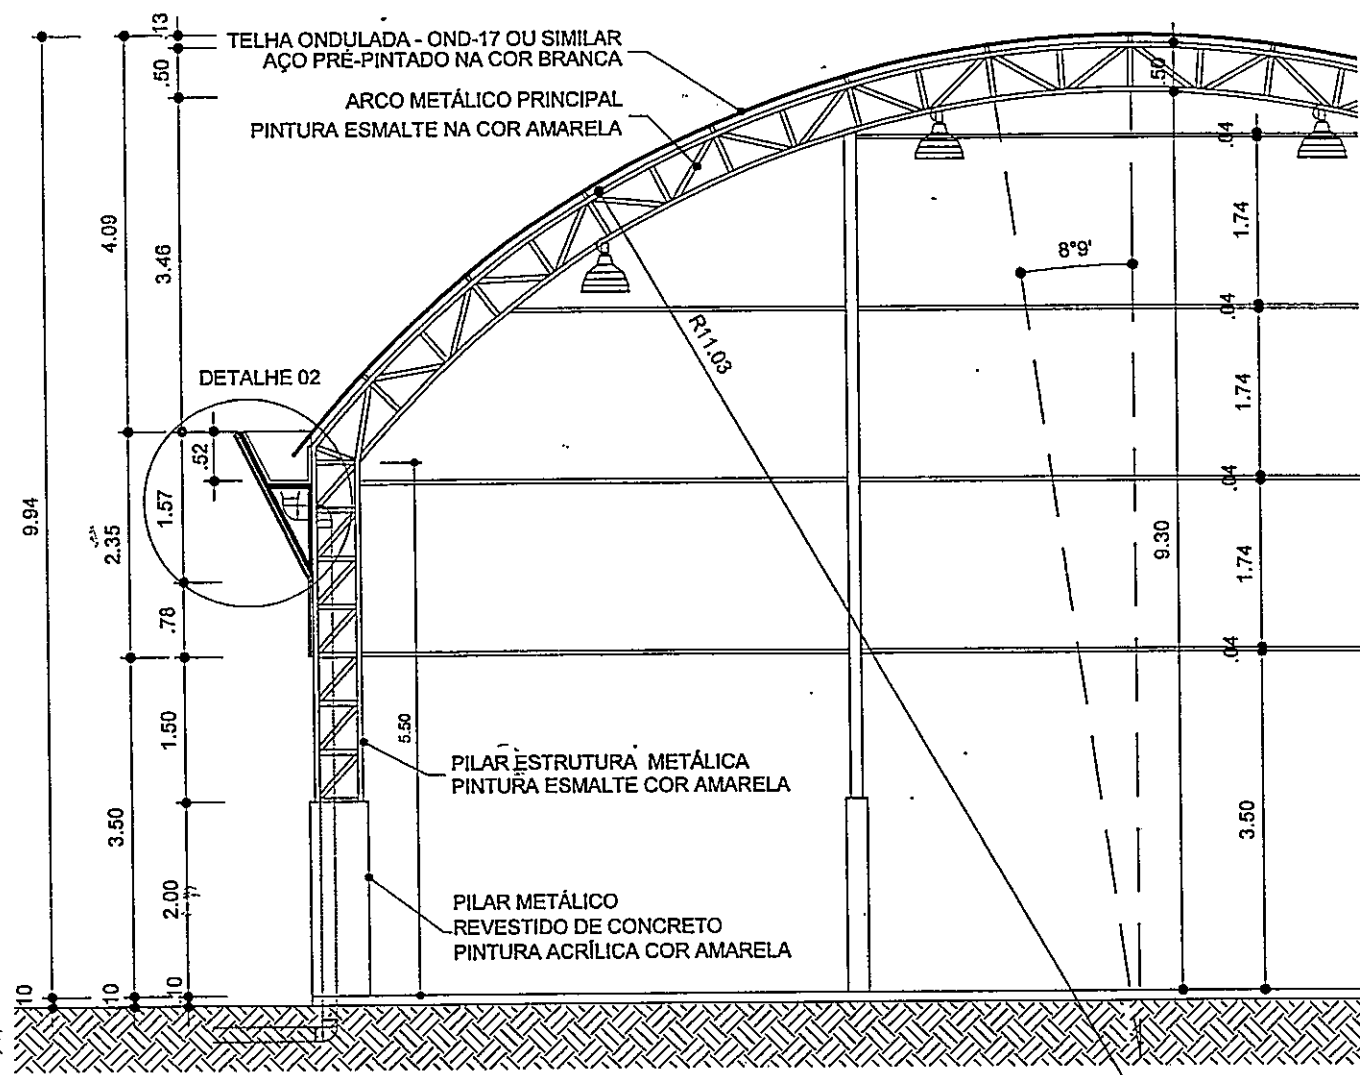 TELHA ONDULADA - OND-17 OU SIMILAR
AÇO PRÉ-PINTADO NA COR BRANCA
ARCO METÁLICO PRINCIPAL
PINTURA ESMALTE NA COR AMARELA
DETALHE 02
PILAR ESTRUTURA METÁLICA
PINTURA ESMALTE COR AMARELA
PILAR METÁLICO
REVESTIDO DE CONCRETO
PINTURA ACRÍLICA COR AMARELA
9.94
10
4.09
2.35
3.50
10
.13
.50
3.46
1.57
.78
1.50
2.00
10
.52
5.50
R11.03
8°9'
.50
9.30
.04
1.74
.04
1.74
.04
1.74
.04
3.50